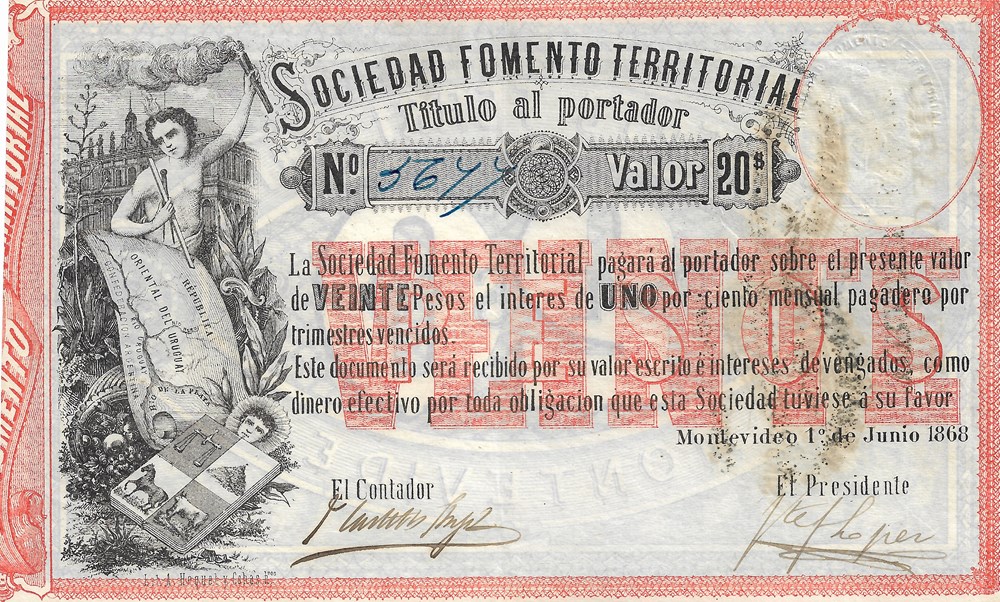 SOCIEDAD FOMENTO TERRITORIAL
Titulo al portador
Nº. 5644 Valor 20.$
La Sociedad Fomento Territorial pagará al portador sobre el presente valor
de VEINTE Pesos el interes de UNO por ciento mensual pagadero por
trimestres vencidos.
Este documento será recibido por su valor escrito é intereses devengados, como
dinero efectivo por toda obligacion que esta Sociedad tuviese à su favor
VEINTE
Montevideo 1º. de Junio 1868
El Contador
El Presidente
REPÚBLICA
ORIENTAL DEL URUGUAY
DE LA PLATA